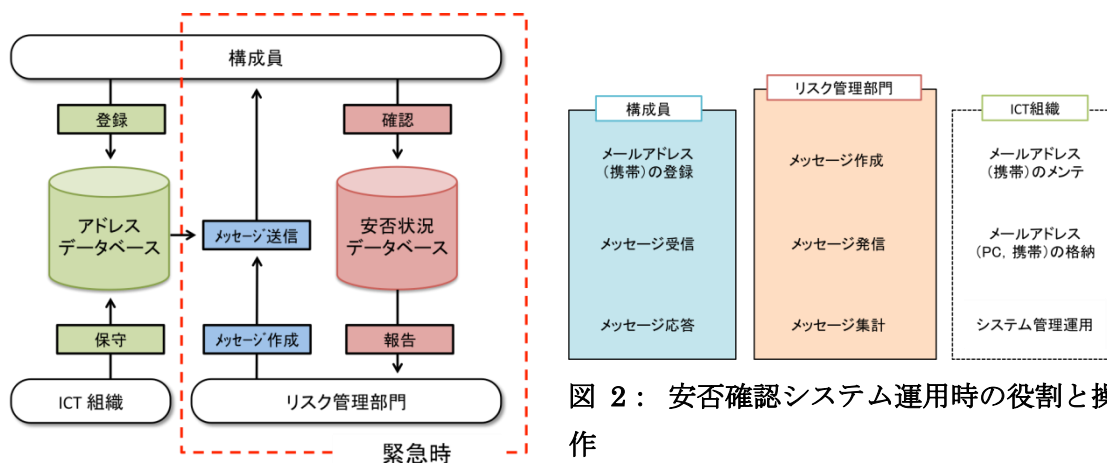 構成員
登録
確認
アドレス
データベース
メッセージ送信
安否状況
データベース
保守
メッセージ作成
報告
ICT 組織
リスク管理部門
緊急時
構成員
メールアドレス
(携帯)の登録
メッセージ受信
メッセージ応答
リスク管理部門
メッセージ作成
メッセージ発信
メッセージ集計
ICT組織
メールアドレス
(携帯)のメンテ
メールアドレス
(PC, 携帯)の格納
システム管理運用
図 2： 安否確認システム運用時の役割と操
作